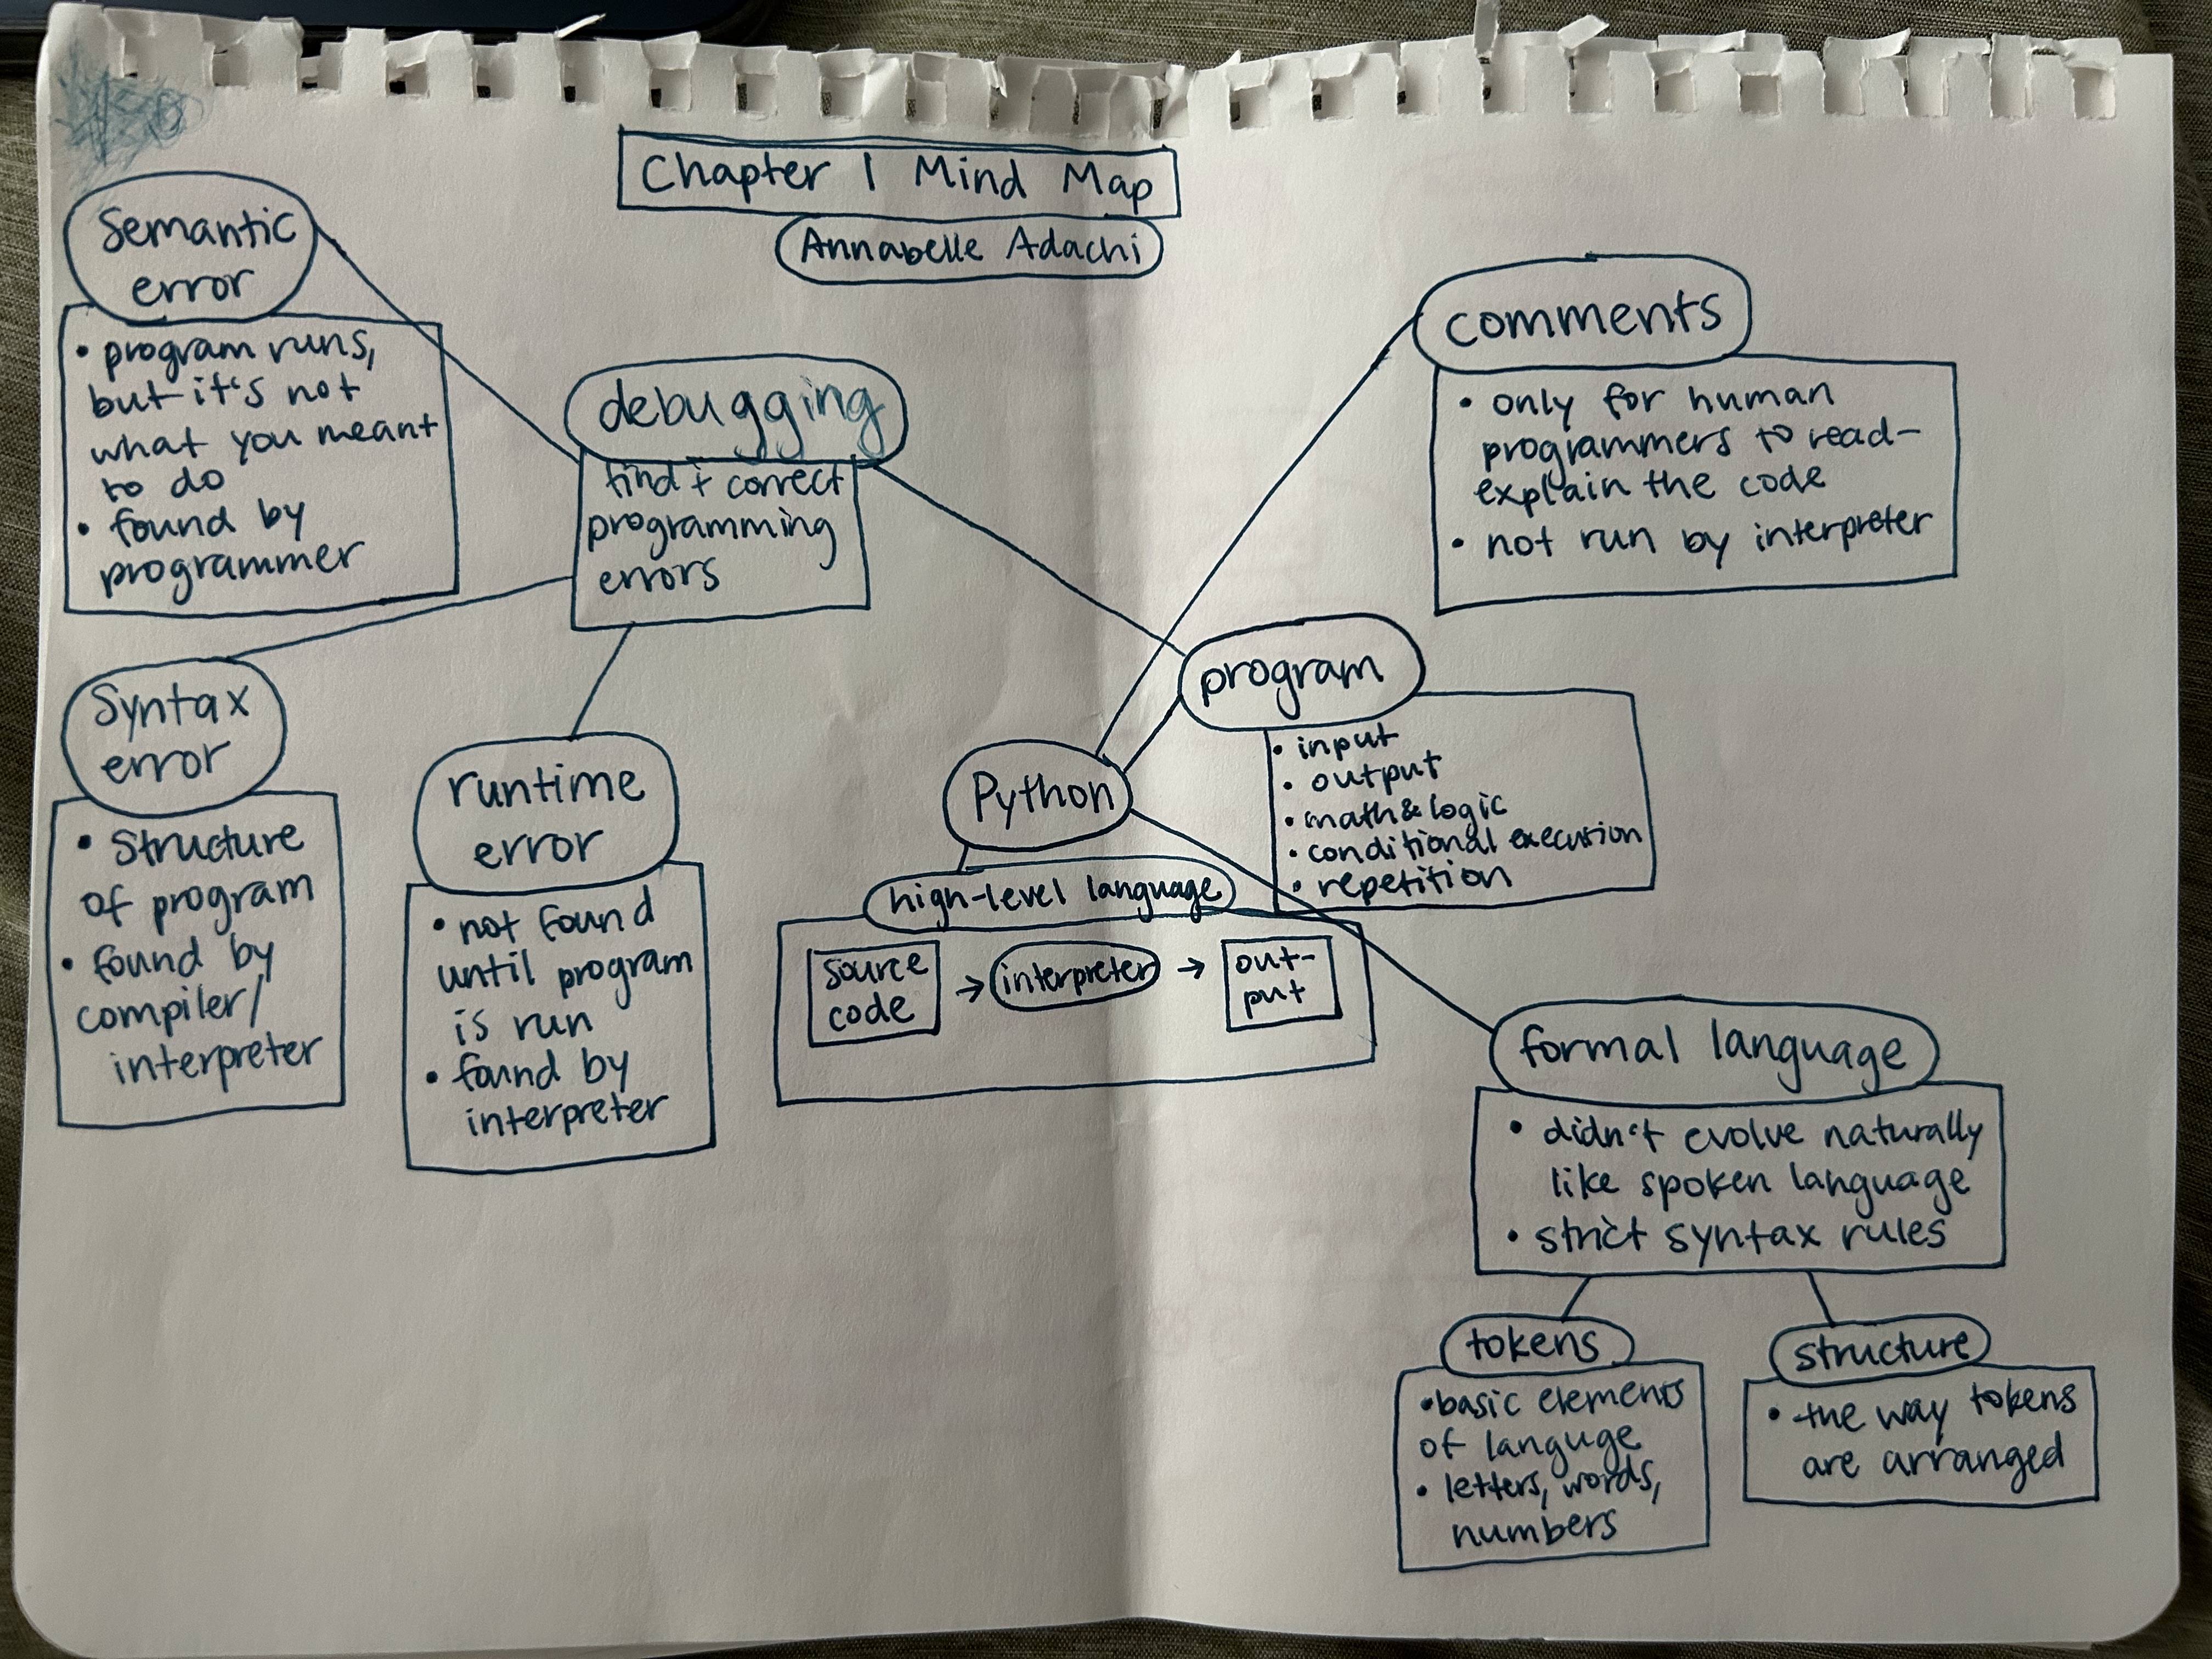 Chapter 1 Mind Map
Annabelle Adachi
semantic
error
• program runs,
but it's not
what you meant
to do
• found by
programmer
debugging
find + correct
programming
errors
comments
• only for human
programmers to read–
explain the code
• not run by interpreter
Syntax
error
• Structure
of program
• found by
compiler/
interpreter
runtime
error
• not found
until program
is run
• found by
interpreter
Python
high-level language
source
code
→ interpreter →
out-
put
program
• input
• output
• math & logic
• conditional execution
• repetition
formal language
• didn't evolve naturally
like spoken language
• strict syntax rules
tokens
• basic elements
of languge
• letters, words,
numbers
structure
• the way tokens
are arranged